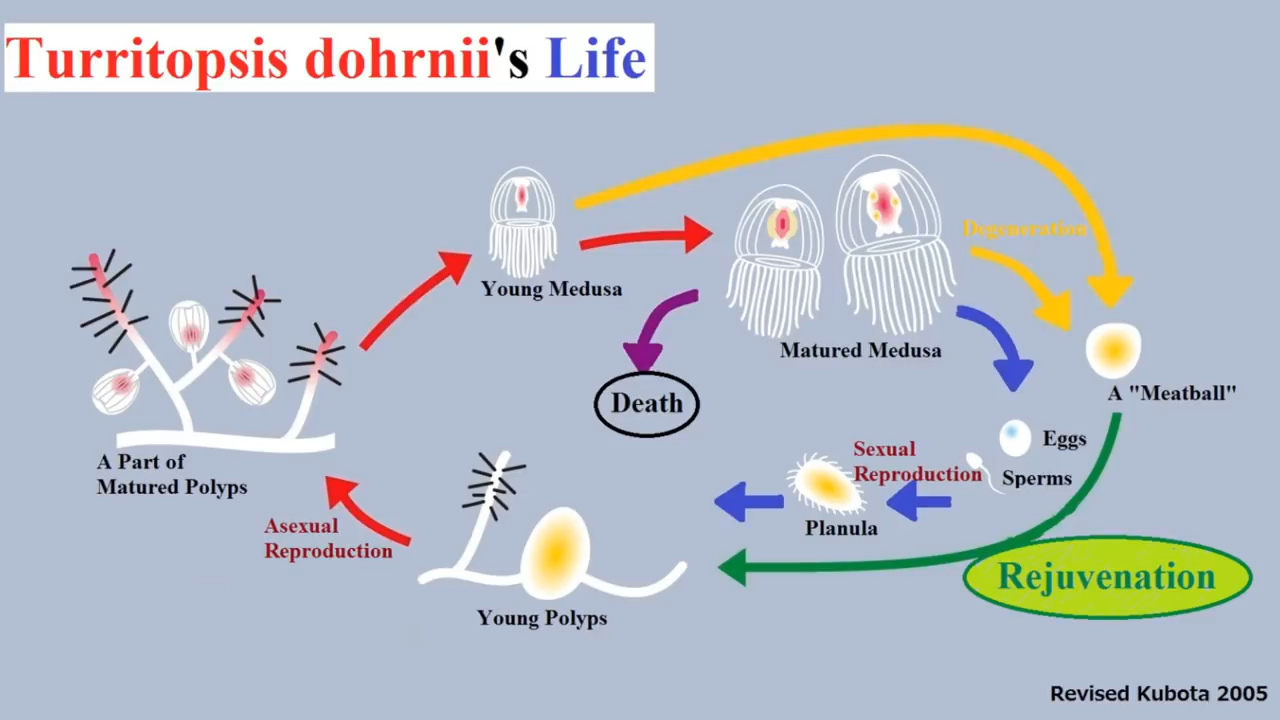 Turritopsis dohrnii's Life
Degeneration
Young Medusa
Matured Medusa
A "Meatball"
Death
Eggs
Sexual
Reproduction
Sperms
A Part of
Matured Polyps
Planula
Asexual
Reproduction
Rejuvenation
Young Polyps
Revised Kubota 2005